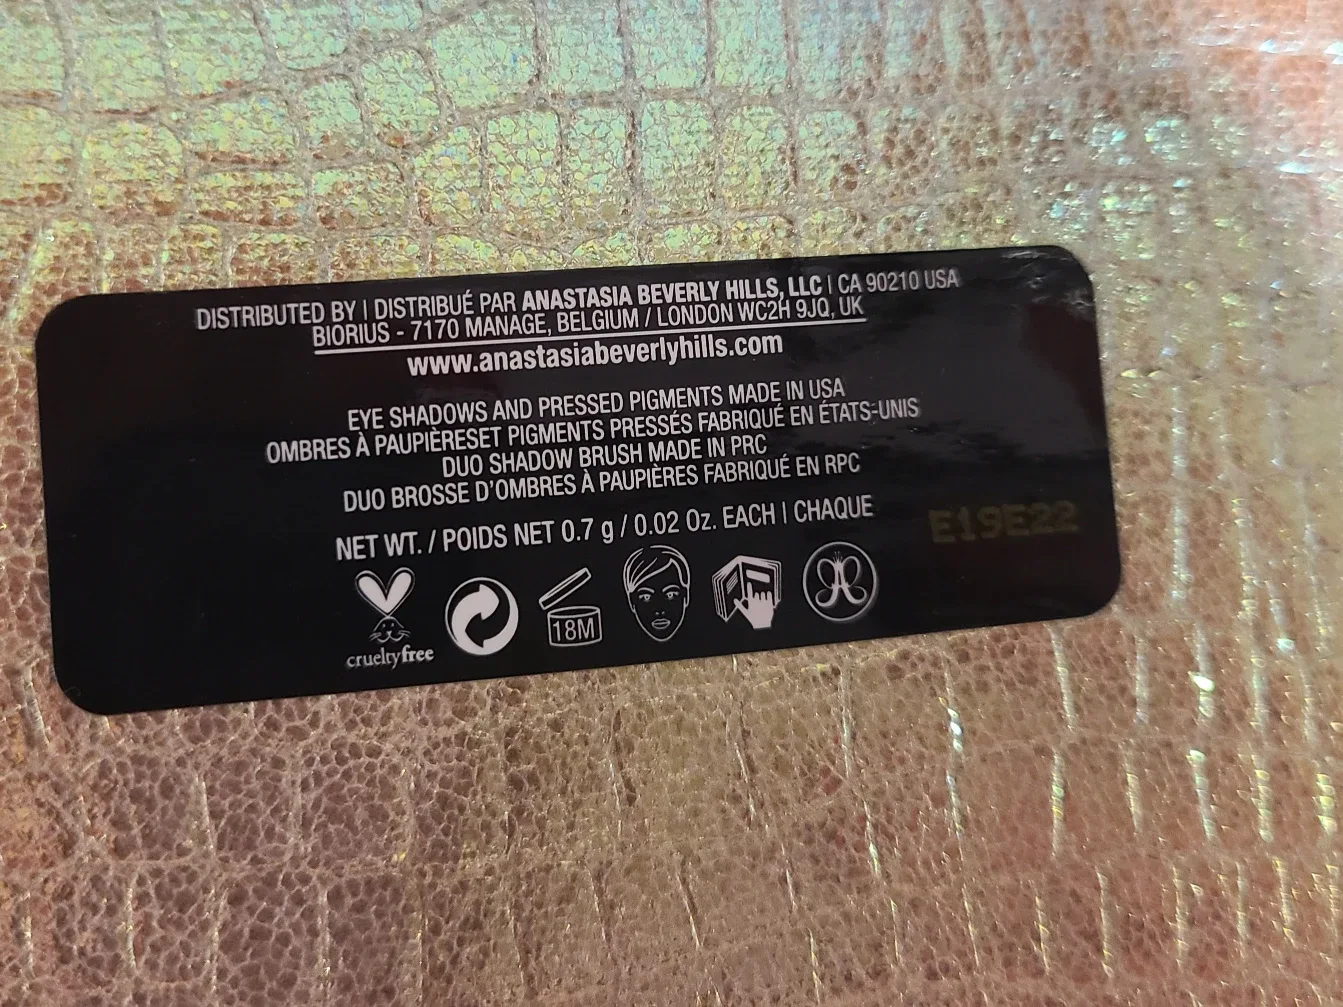 DISTRIBUTED BY | DISTRIBUÉ PAR ANASTASIA BEVERLY HILLS, LLC | CA 90210 USA
BIORIUS - 7170 MANAGE, BELGIUM / LONDON WC2H 9JQ, UK
www.anastasiabeverlyhills.com
EYE SHADOWS AND PRESSED PIGMENTS MADE IN USA
OMBRES À PAUPIÈRESET PIGMENTS PRESSÉS FABRIQUÉ EN ÉTATS-UNIS
DUO SHADOW BRUSH MADE IN PRC
DUO BROSSE D'OMBRES À PAUPIÈRES FABRIQUÉ EN RPC
NET WT. / POIDS NET 0.7 g / 0.02 Oz. EACH | CHAQUE
E19E22
18M
crueltyfree